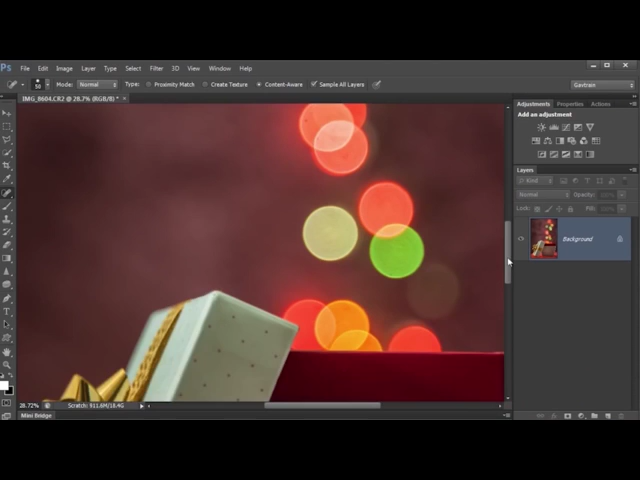 Ps File Edit Image Layer Type Select Filter 3D View Window Help
50 Mode: Normal Type: Proximity Match Create Texture Content-Aware Sample All Layers Gavtrain
IMG_8604.CR2 @ 28.7% (RGB/8) *
Adjustments Properties Actions
Add an adjustment
Layers
Kind
Normal Opacity:
Lock: Fill:
Background
28.72% Scratch: 911.6M/18.4G
Mini Bridge